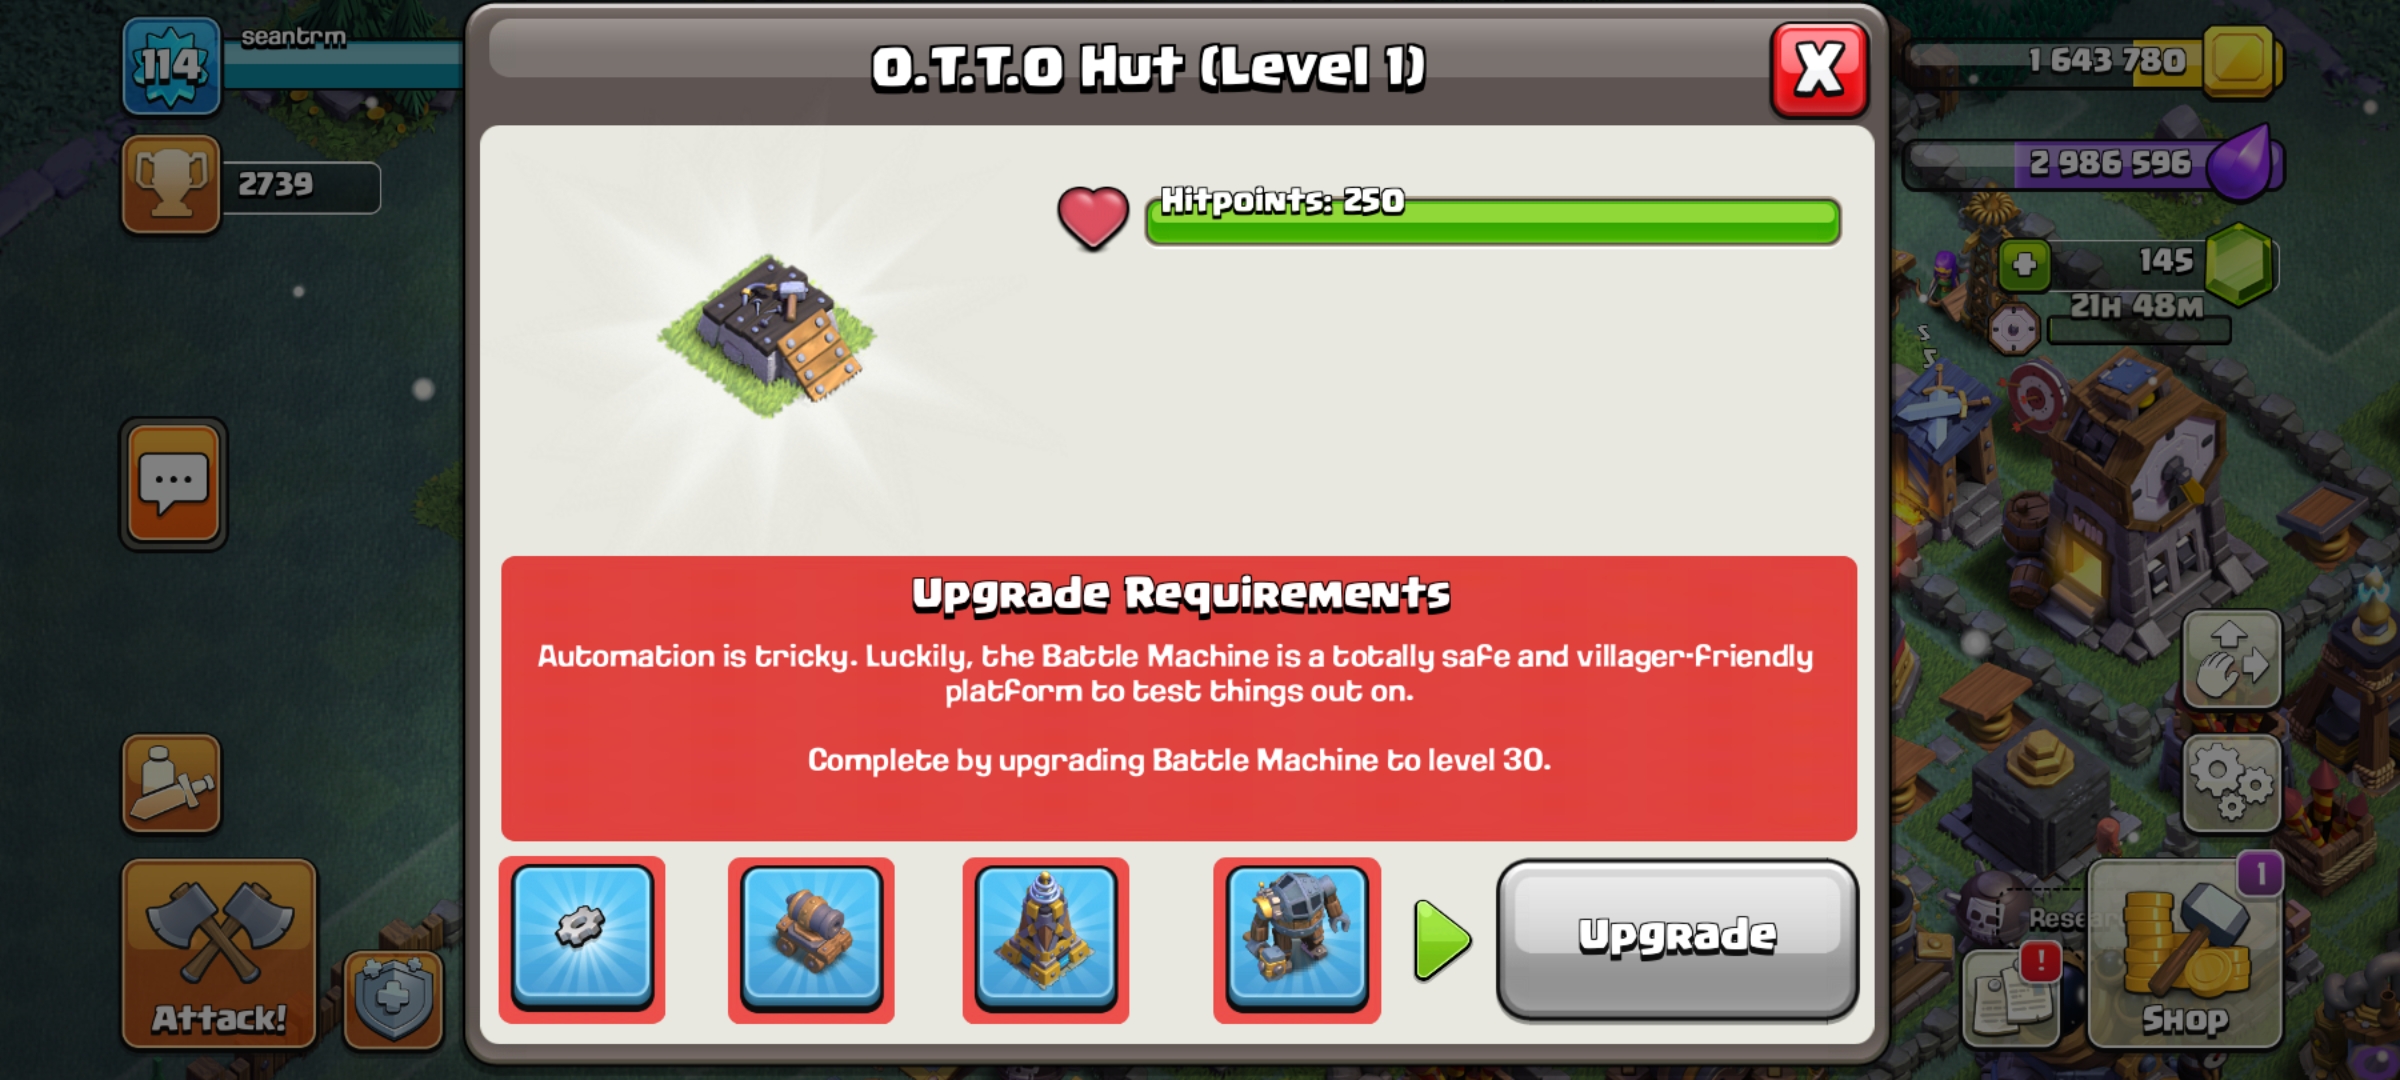 114
seantrm
2739
O.T.T.O Hut (Level 1)
X
1 643 780
2 986 596
145
21H 48M
Hitpoints: 250
Upgrade Requirements
Automation is tricky. Luckily, the Battle Machine is a totally safe and villager-friendly
platform to test things out on.
Complete by upgrading Battle Machine to level 30.
Upgrade
Attack!
1
!
Shop